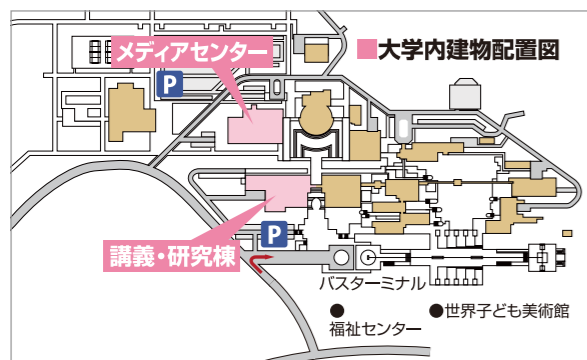 メディアセンター
■大学内建物配置図
P
講義・研究棟
P
バスターミナル
●
福祉センター
●世界子ども美術館